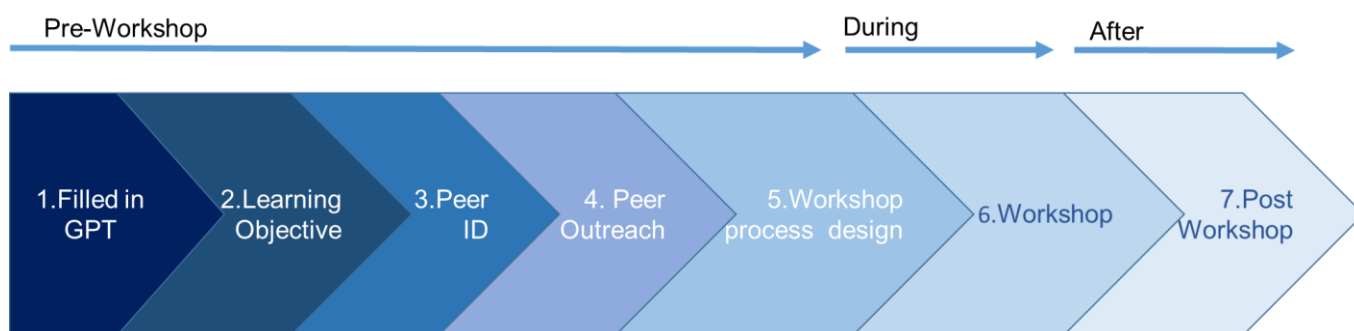 Pre-Workshop
During
After
1.Filled in
GPT
2.Learning
Objective
3.Peer
ID
4. Peer
Outreach
5.Workshop
process design
6.Workshop
7.Post
Workshop